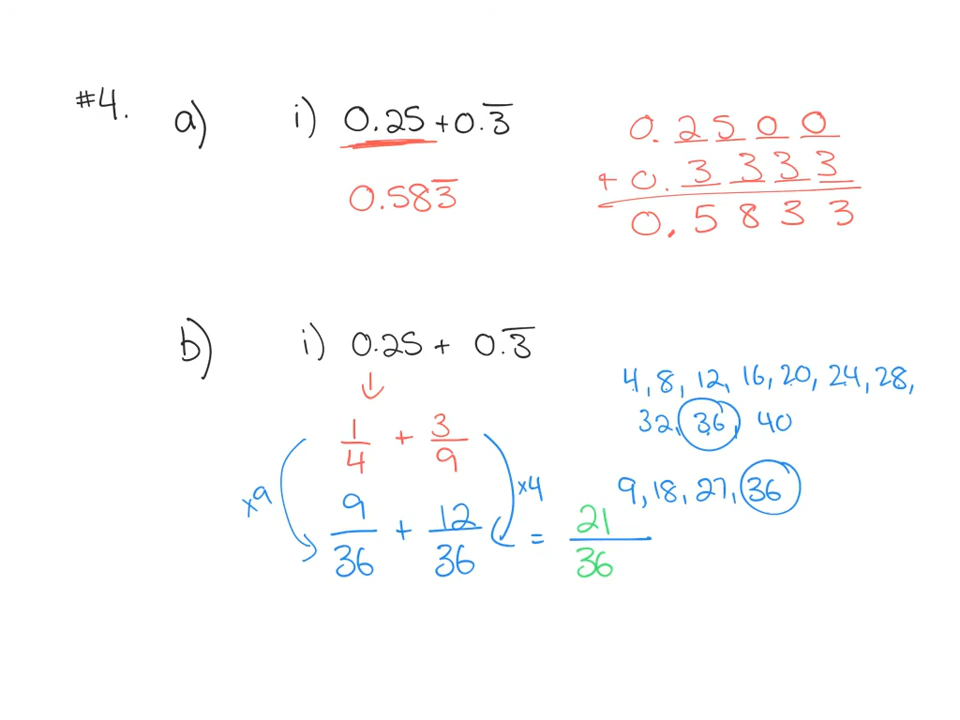 #4.
a) i) 0.25 + 0.3̅
0.583̅
0.2500
+ 0.3333
0.5833
b) i) 0.25 + 0.3̅
↓
1/4 + 3/9
×9
×4
9/36 + 12/36 = 21/36
4, 8, 12, 16, 20, 24, 28,
32, 36, 40
9, 18, 27, 36